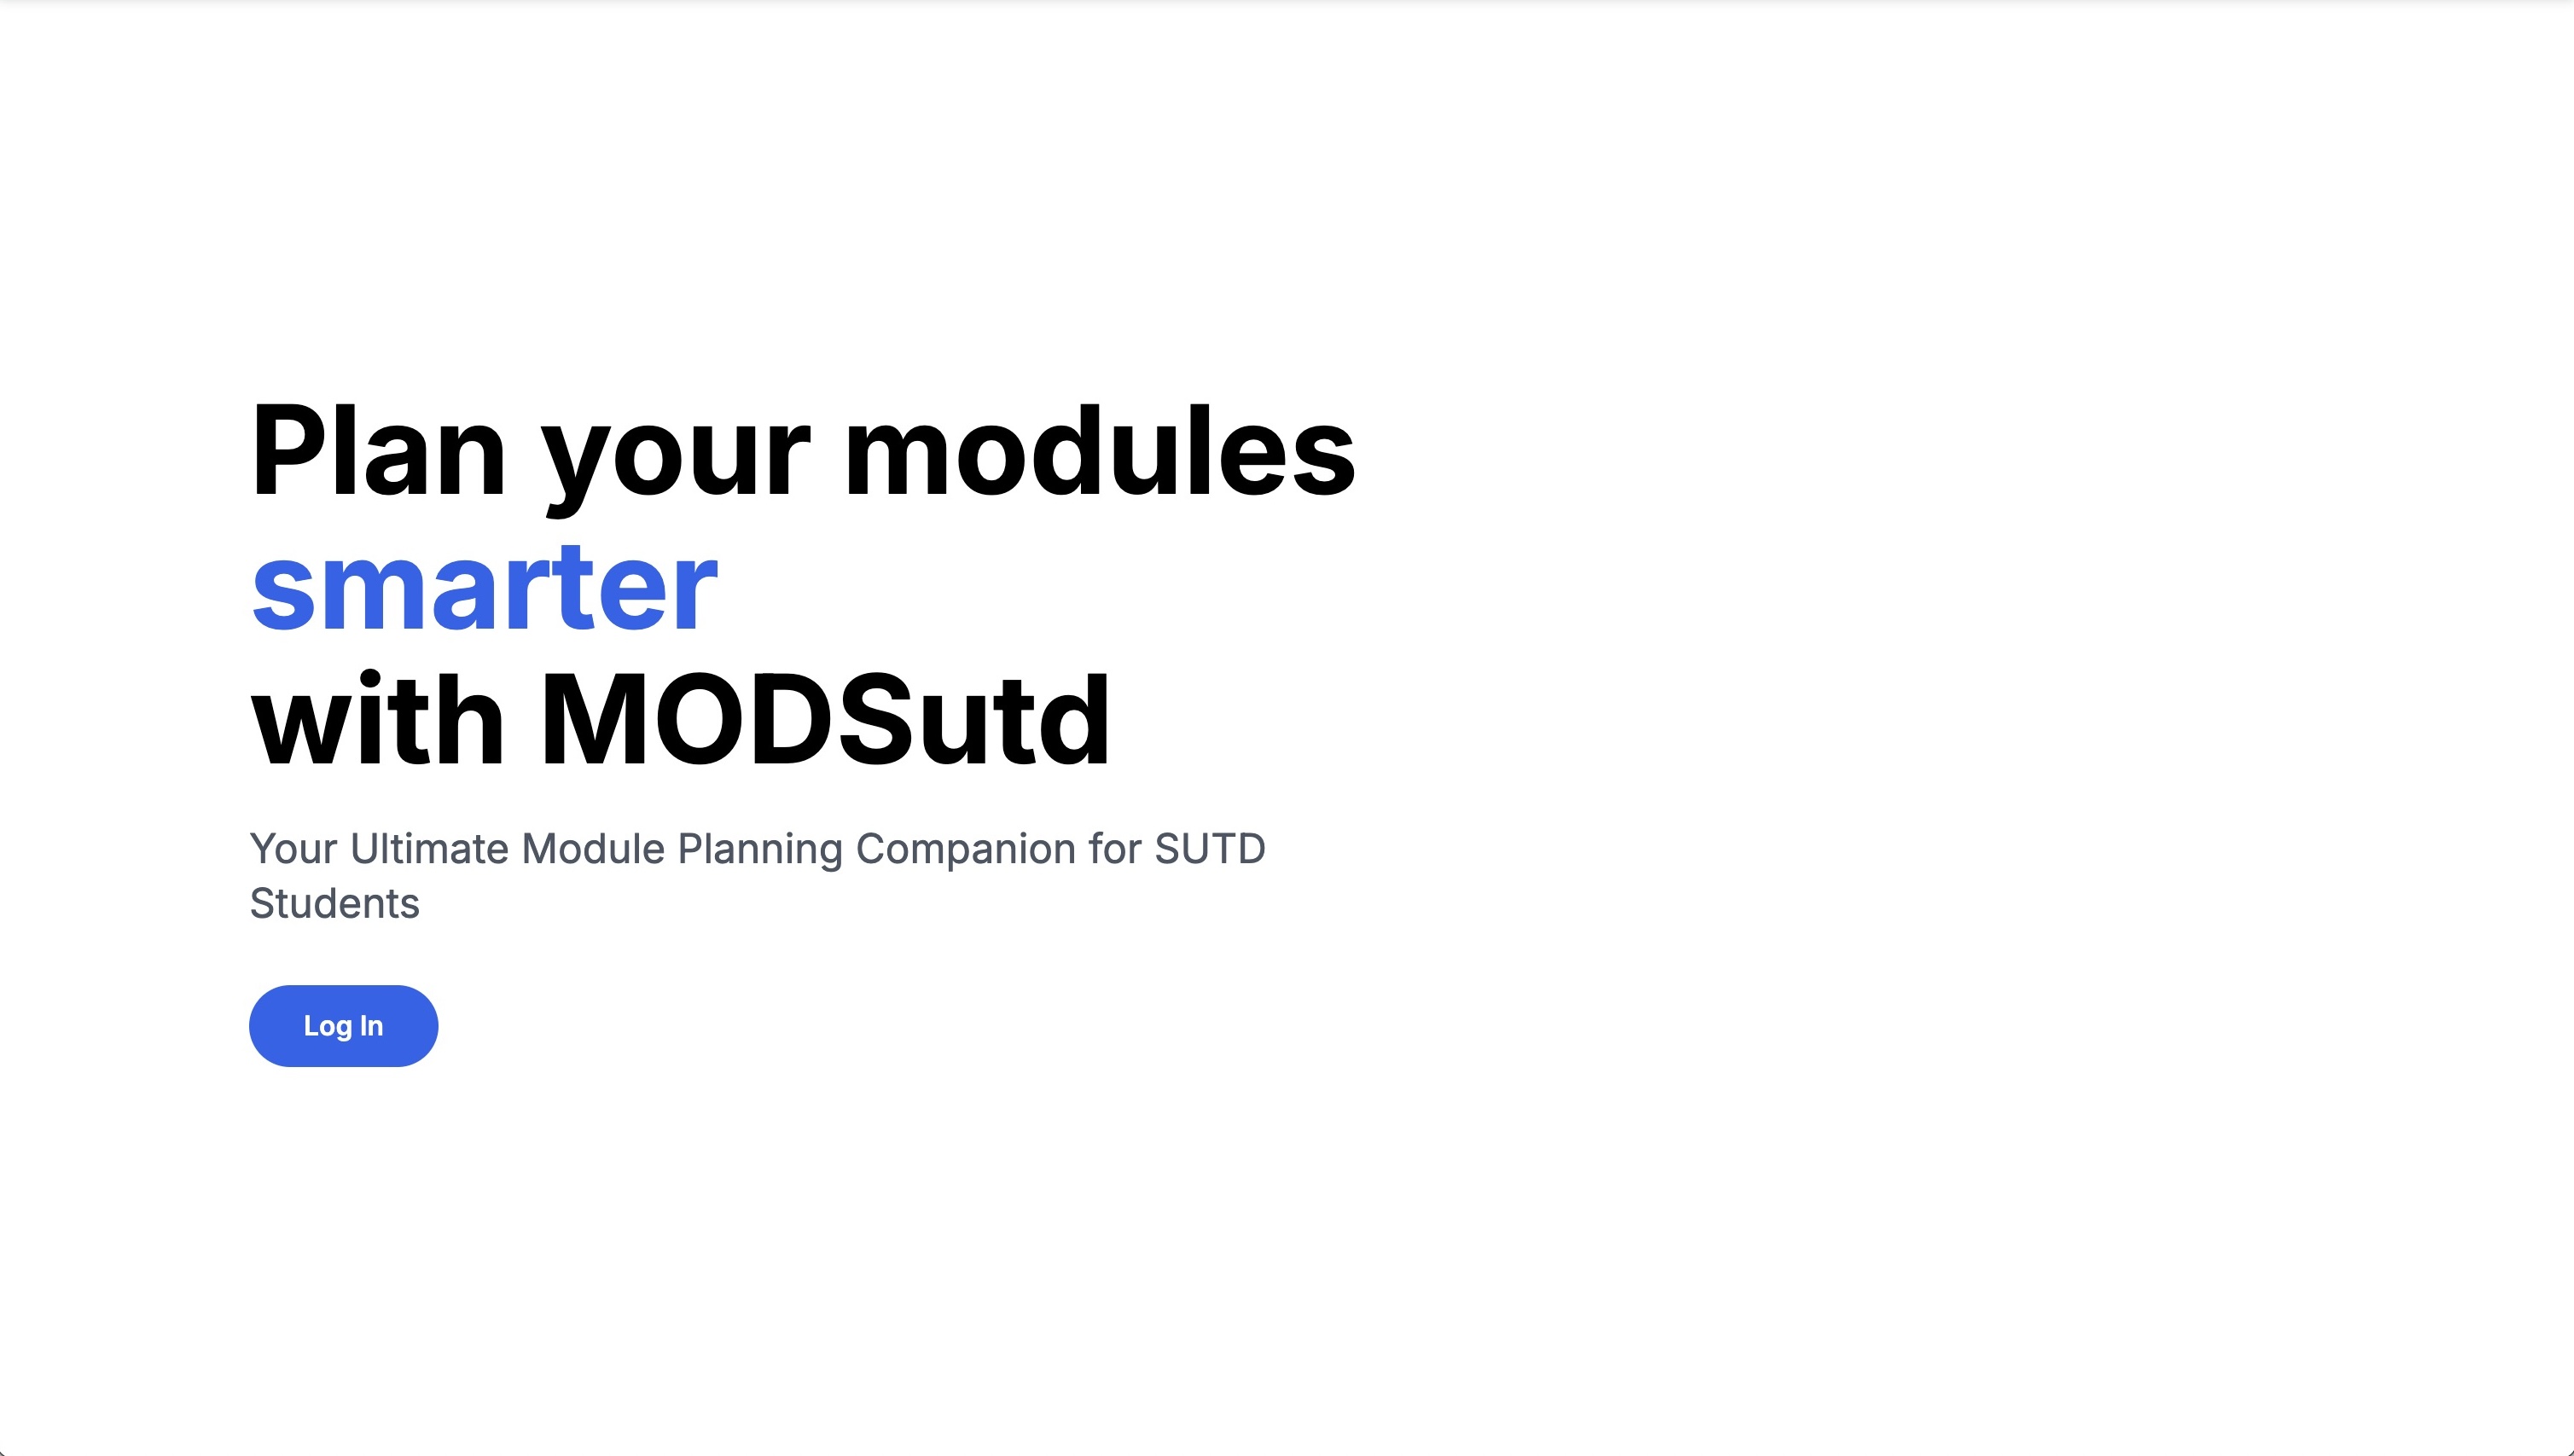 Plan your modules
smarter
with MODSutd
Your Ultimate Module Planning Companion for SUTD
Students
Log In